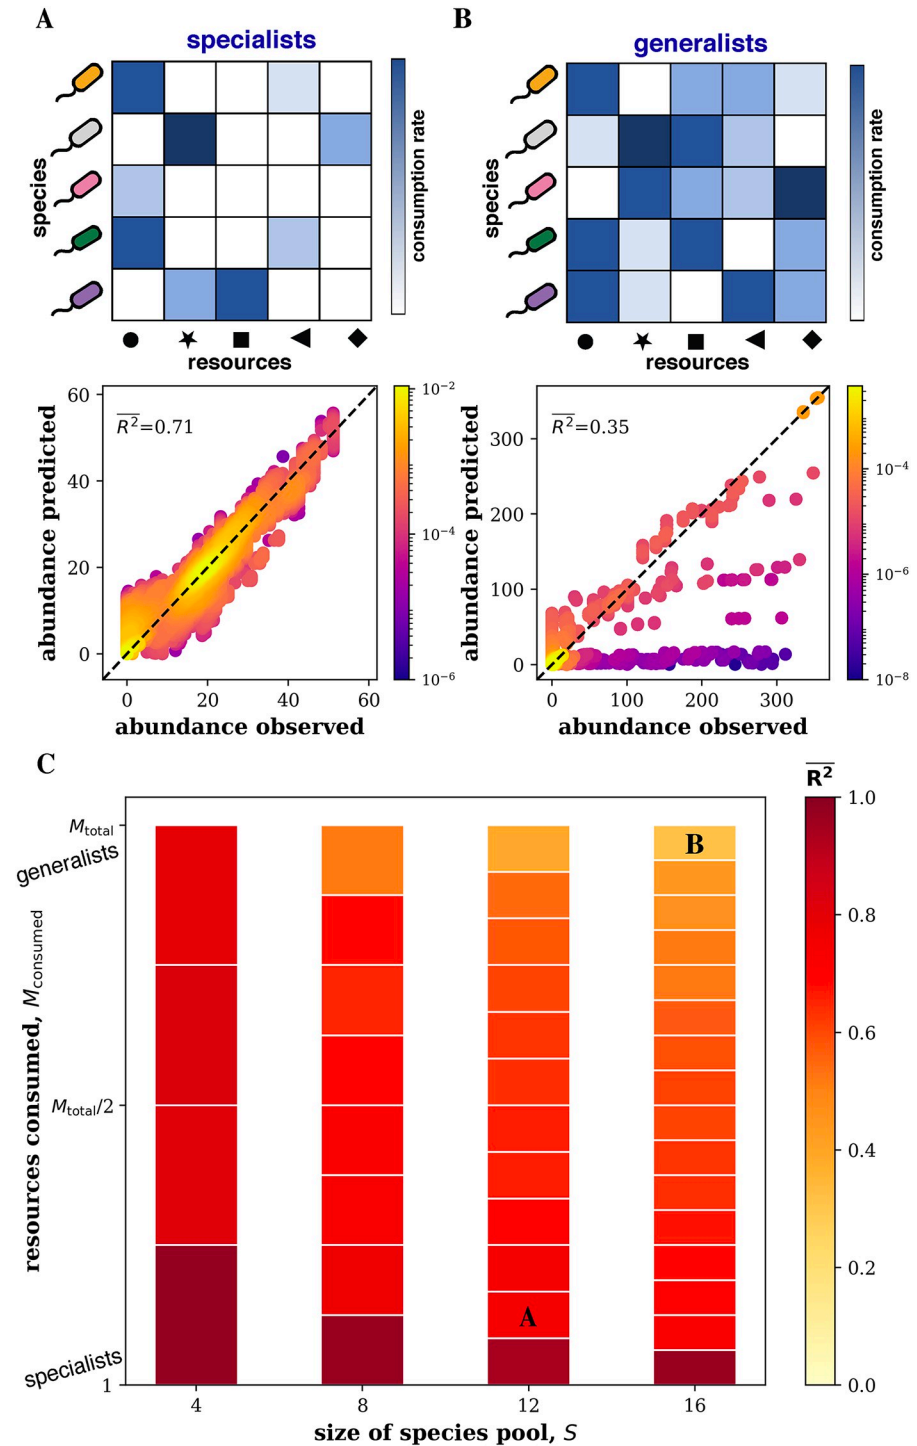 A
B
specialists
generalists
species
consumption rate
resources
species
consumption rate
resources
abundance predicted
60
40
20
0
R²=0.71
0 20 40 60
abundance observed
10⁻²
10⁻⁴
10⁻⁶
abundance predicted
300
200
100
0
R²=0.35
0 100 200 300
abundance observed
10⁻⁴
10⁻⁶
10⁻⁸
C
resources consumed, M_consumed
M_total
generalists
M_total/2
specialists
1
B
A
4 8 12 16
size of species pool, S
R²
1.0
0.8
0.6
0.4
0.2
0.0